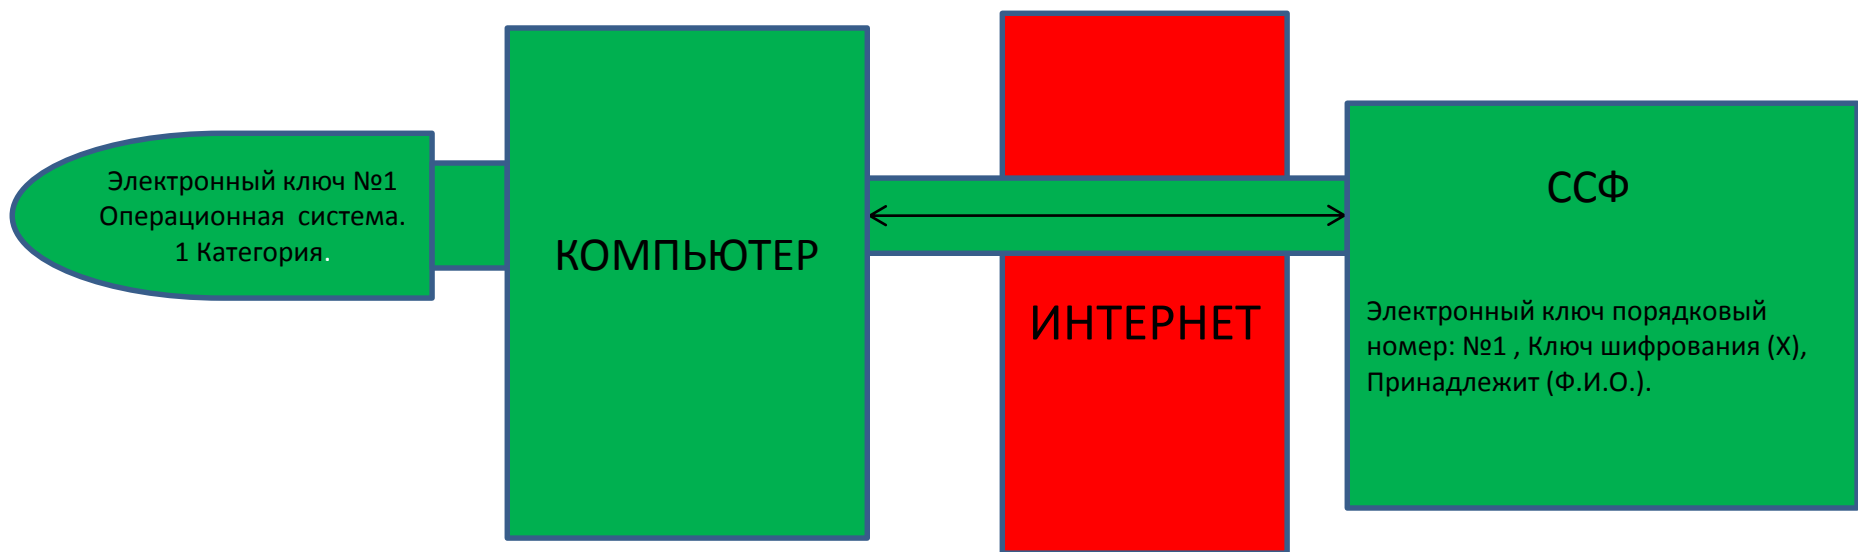 Электронный ключ №1
Операционная система.
1 Категория.
КОМПЬЮТЕР
ИНТЕРНЕТ
ССФ
Электронный ключ порядковый
номер: №1 , Ключ шифрования (Х),
Принадлежит (Ф.И.О.).